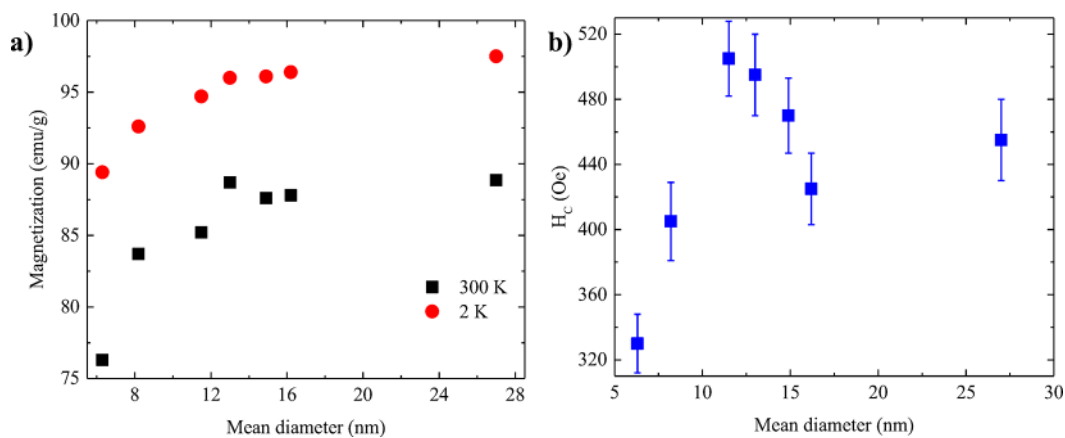 a)
100
95
90
85
80
75
Magnetization (emu/g)
300 K
2 K
8 12 16 20 24 28
Mean diameter (nm)
b)
520
480
440
400
360
320
H_C (Oe)
5 10 15 20 25 30
Mean diameter (nm)